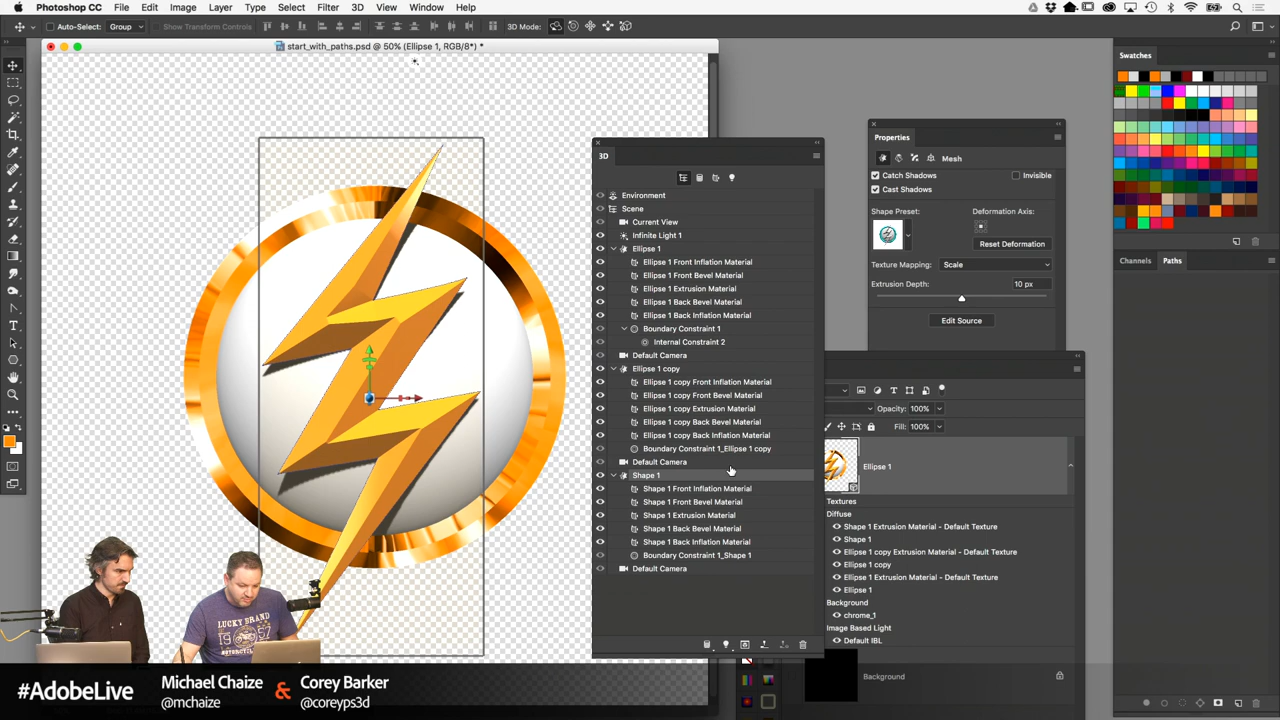 Photoshop CC File Edit Image Layer Type Select Filter 3D View Window Help
Auto-Select: Group Show Transform Controls 3D Mode:
start_with_paths.psd @ 50% (Ellipse 1, RGB/8*) *
3D
Environment
Scene
Current View
Infinite Light 1
Ellipse 1
Ellipse 1 Front Inflation Material
Ellipse 1 Front Bevel Material
Ellipse 1 Extrusion Material
Ellipse 1 Back Bevel Material
Ellipse 1 Back Inflation Material
Boundary Constraint 1
Internal Constraint 2
Default Camera
Ellipse 1 copy
Ellipse 1 copy Front Inflation Material
Ellipse 1 copy Front Bevel Material
Ellipse 1 copy Extrusion Material
Ellipse 1 copy Back Bevel Material
Ellipse 1 copy Back Inflation Material
Boundary Constraint 1_Ellipse 1 copy
Default Camera
Shape 1
Shape 1 Front Inflation Material
Shape 1 Front Bevel Material
Shape 1 Extrusion Material
Shape 1 Back Bevel Material
Shape 1 Back Inflation Material
Boundary Constraint 1_Shape 1
Default Camera
Properties
Mesh
Catch Shadows Invisible
Cast Shadows
Shape Preset: Deformation Axis:
Reset Deformation
Texture Mapping: Scale
Extrusion Depth: 10 px
Edit Source
Opacity: 100%
Fill: 100%
Ellipse 1
Textures
Diffuse
Shape 1 Extrusion Material - Default Texture
Shape 1
Ellipse 1 copy Extrusion Material - Default Texture
Ellipse 1 copy
Ellipse 1 Extrusion Material - Default Texture
Ellipse 1
Background
chrome_1
Image Based Light
Default IBL
Background
Swatches
Channels Paths
LUCKY BRAND
#AdobeLive
Michael Chaize
@mchaize
&
Corey Barker
@coreyps3d